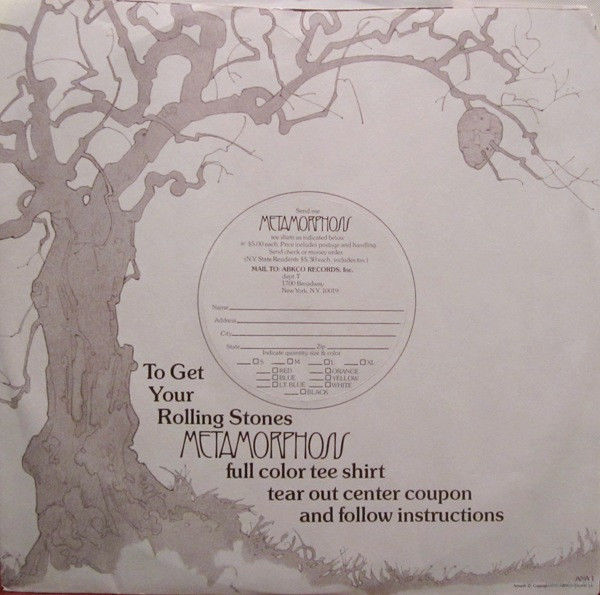 Send me
METAMORPHOSIS
tee shirts as indicated below
@ $5.00 each. Price includes postage and handling.
Send check or money order.
(N.Y. State Residents $5.30 each, includes tax)
MAIL TO: ABKCO RECORDS, Inc.
dept T
1700 Broadway
New York, N.Y. 10019
Name
Address
City
State Zip
Indicate quantity size & color
S M L XL
RED ORANGE
BLUE YELLOW
LT BLUE WHITE
BLACK
To Get
Your
Rolling Stones
METAMORPHOSIS
full color tee shirt
tear out center coupon
and follow instructions
ANA 1